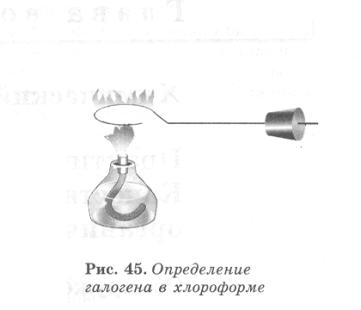 Рис. 45. Определение
галогена в хлороформе